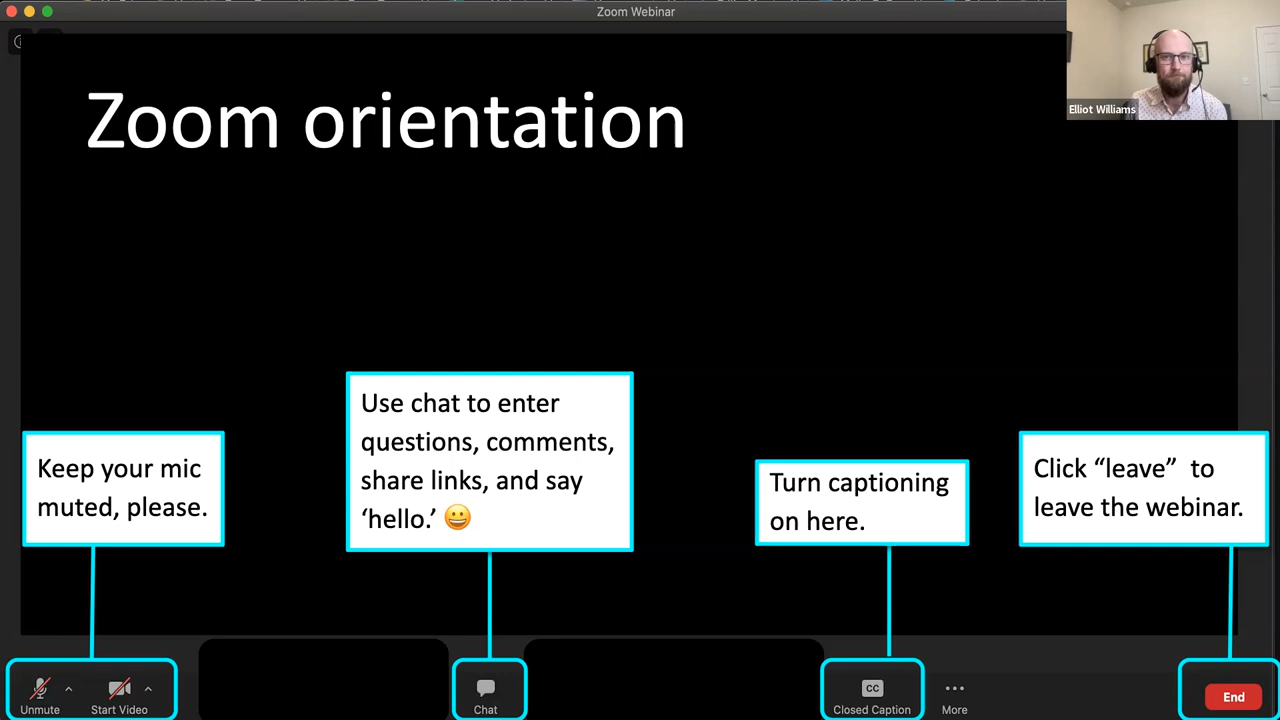 Zoom Webinar
Elliot Williams
Zoom orientation
Use chat to enter
questions, comments,
share links, and say
‘hello.’ 😀
Keep your mic
muted, please.
Turn captioning
on here.
Click “leave” to
leave the webinar.
Unmute
Start Video
Chat
CC
Closed Caption
More
End